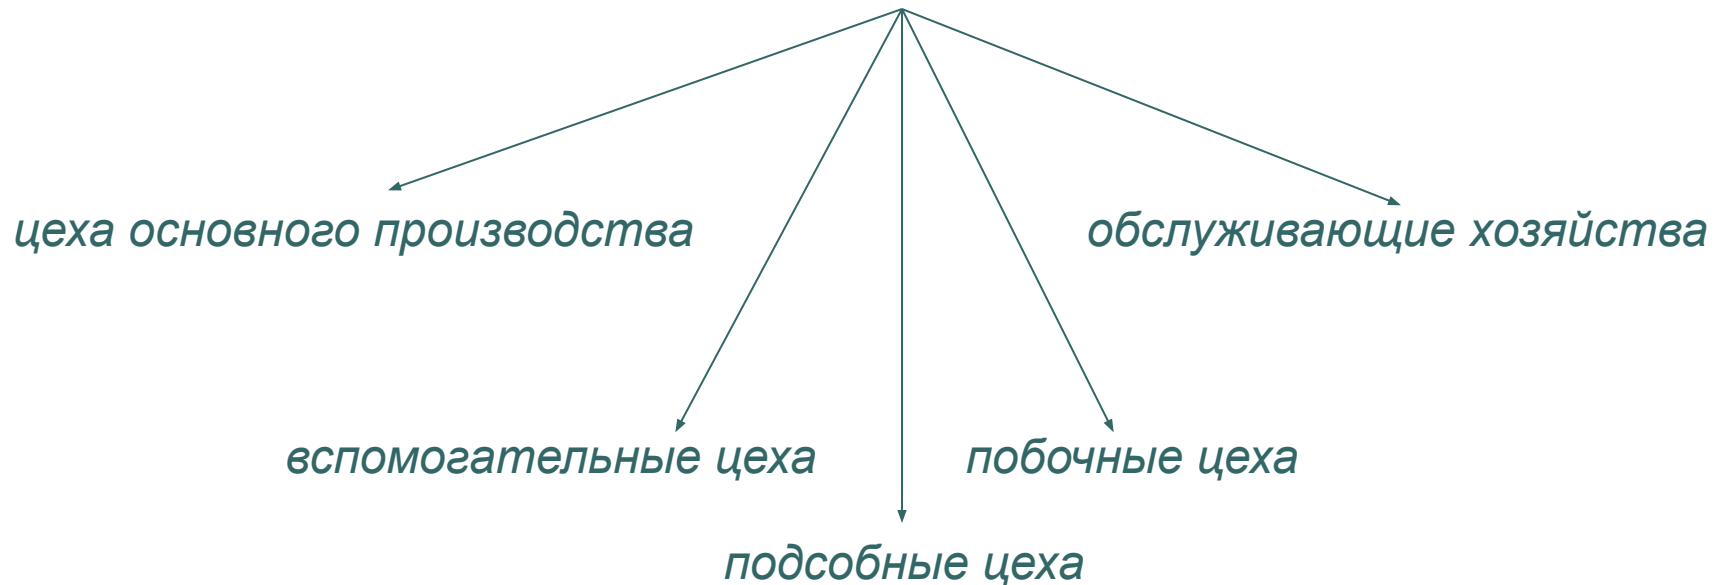 цеха основного производства
обслуживающие хозяйства
вспомогательные цеха
побочные цеха
подсобные цеха